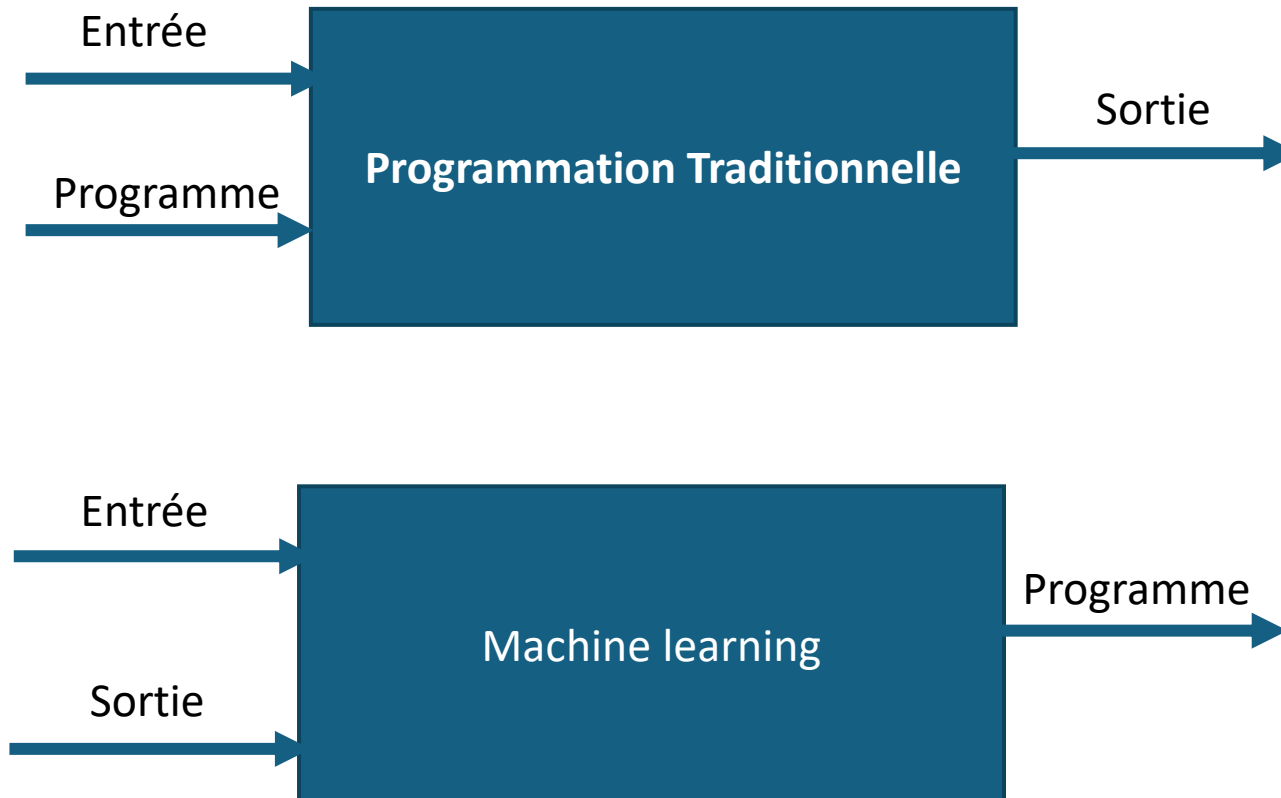 Entrée
Programme
Programmation Traditionnelle
Sortie
Entrée
Sortie
Machine learning
Programme